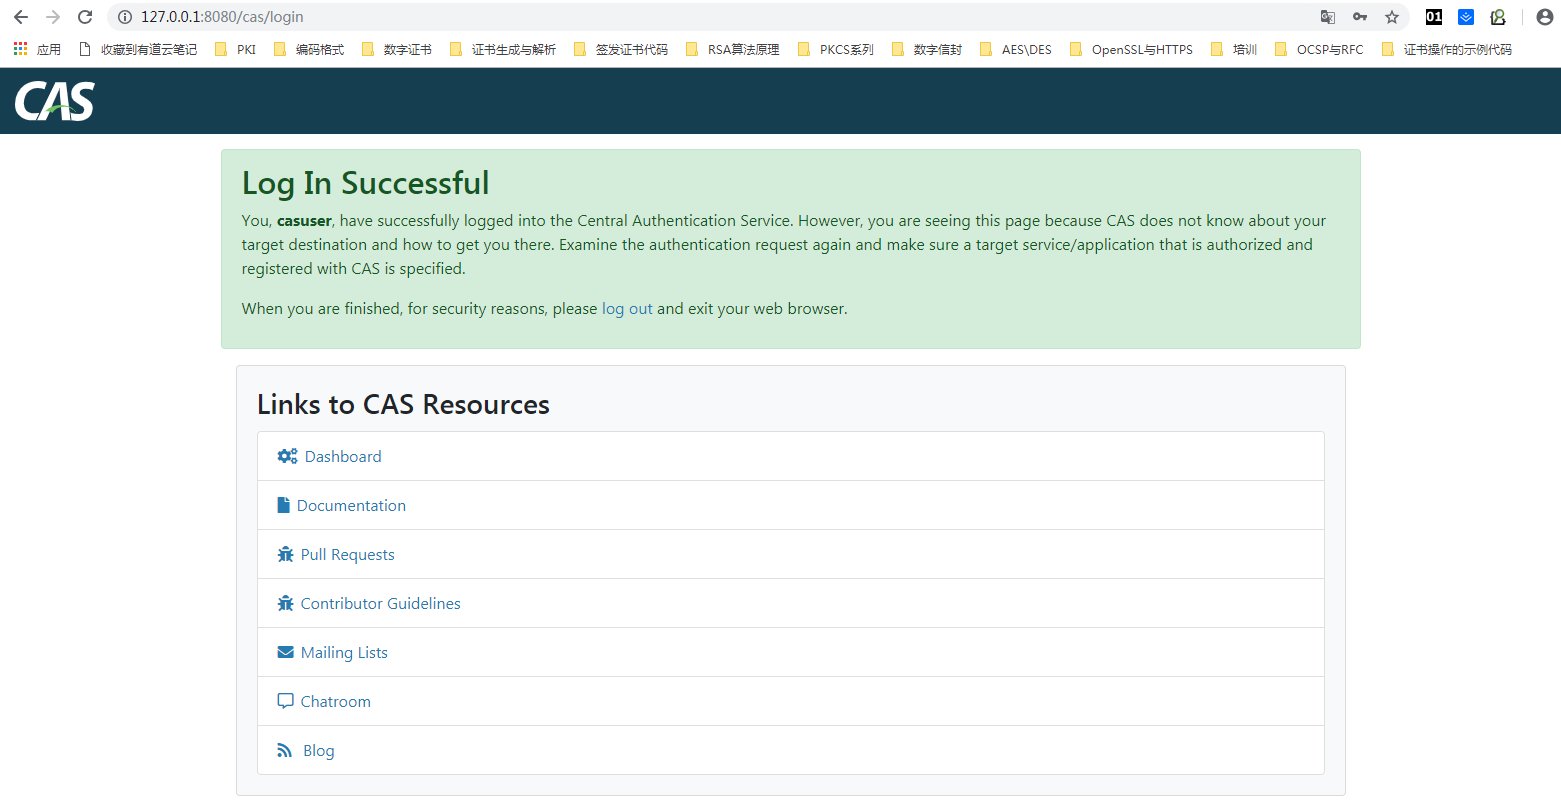 127.0.0.1:8080/cas/login
01
应用 收藏到有道云笔记 PKI 编码格式 数字证书 证书生成与解析 签发证书代码 RSA算法原理 PKCS系列 数字信封 AES\DES OpenSSL与HTTPS 培训 OCSP与RFC 证书操作的示例代码
CAS
Log In Successful
You, casuser, have successfully logged into the Central Authentication Service. However, you are seeing this page because CAS does not know about your
target destination and how to get you there. Examine the authentication request again and make sure a target service/application that is authorized and
registered with CAS is specified.
When you are finished, for security reasons, please log out and exit your web browser.
Links to CAS Resources
Dashboard
Documentation
Pull Requests
Contributor Guidelines
Mailing Lists
Chatroom
Blog